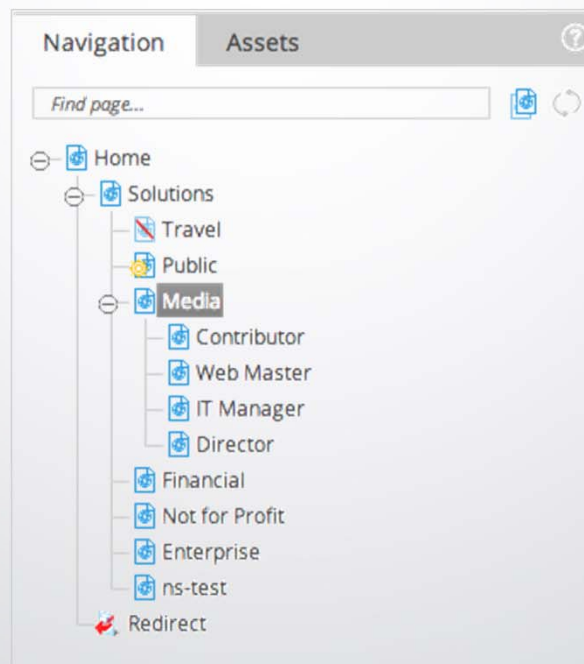 Navigation Assets ?
Find page...
Home
Solutions
Travel
Public
Media
Contributor
Web Master
IT Manager
Director
Financial
Not for Profit
Enterprise
ns-test
Redirect